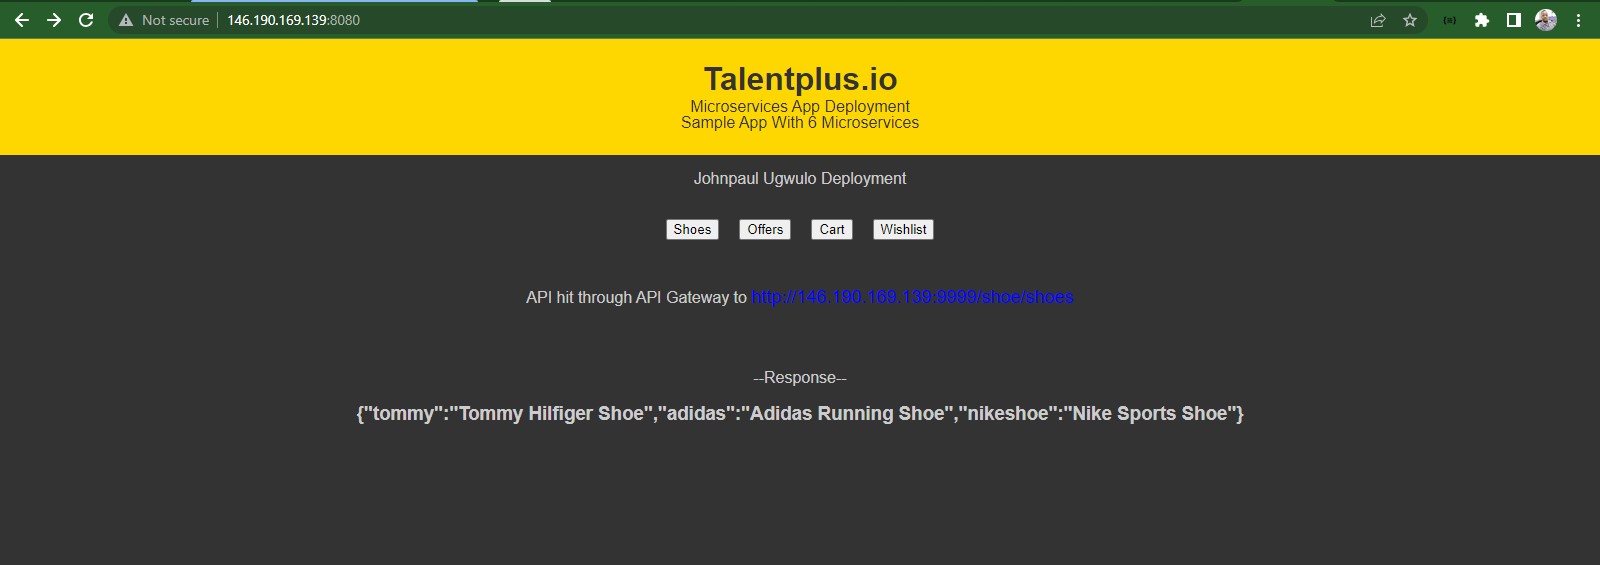 Not secure 146.190.169.139:8080
Talentplus.io
Microservices App Deployment
Sample App With 6 Microservices
Johnpaul Ugwulo Deployment
Shoes Offers Cart Wishlist
API hit through API Gateway to http://146.190.169.139:9999/shoe/shoes
--Response--
{"tommy":"Tommy Hilfiger Shoe","adidas":"Adidas Running Shoe","nikeshoe":"Nike Sports Shoe"}